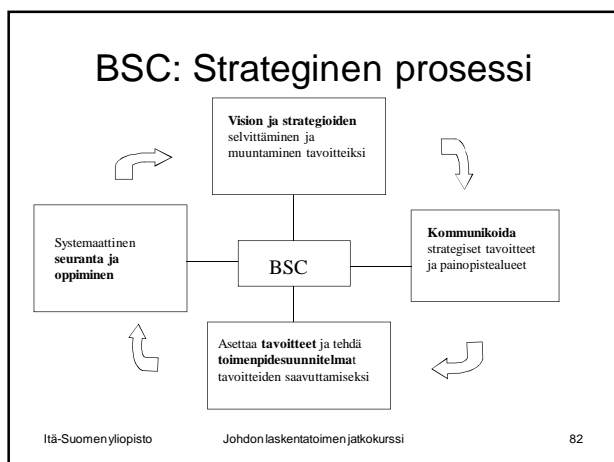 BSC: Strateginen prosessi
Vision ja strategioiden
selvittäminen ja
muuntaminen tavoitteiksi
Kommunikoida
strategiset tavoitteet
ja painopistealueet
Systemaattinen
seuranta ja
oppiminen
BSC
Asettaa tavoitteet ja tehdä
toimenpidesuunnitelmat
tavoitteiden saavuttamiseksi
Itä-Suomen yliopisto Johdon laskentatoimen jatkokurssi 82